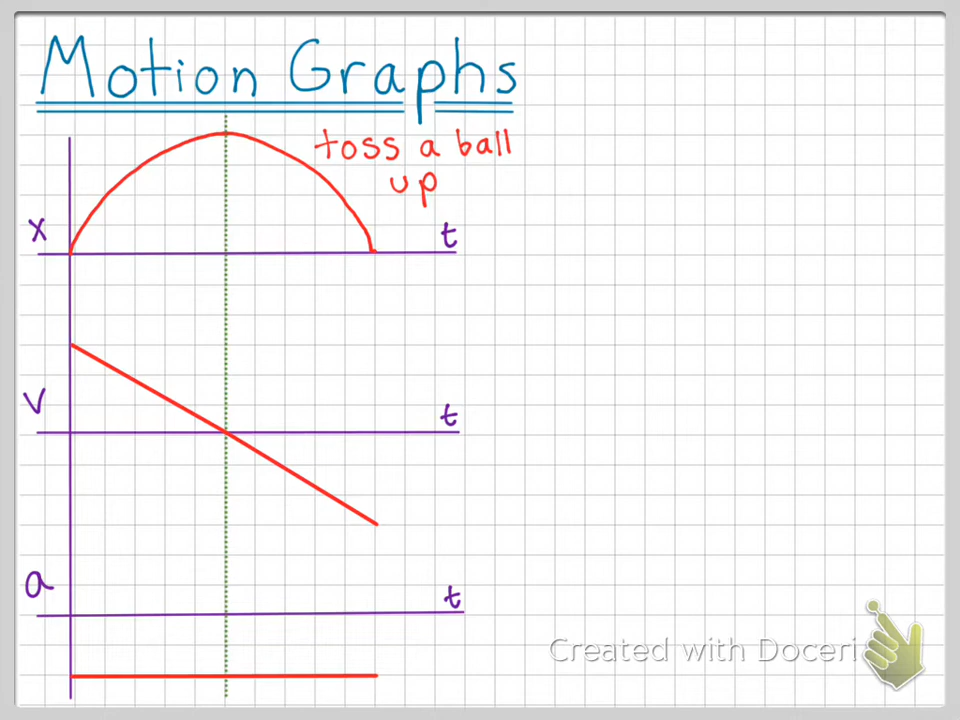 Motion Graphs
toss a ball
up
x
t
v
t
a
t
Created with Doceri